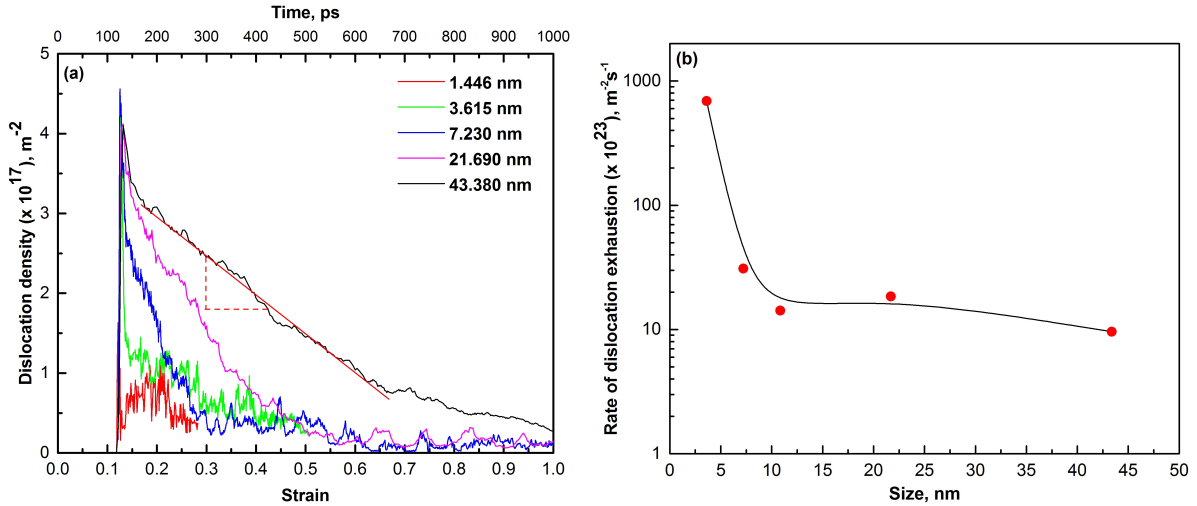 Time, ps
0 100 200 300 400 500 600 700 800 900 1000
(a)
1.446 nm
3.615 nm
7.230 nm
21.690 nm
43.380 nm
Dislocation density (x 10¹⁷), m⁻²
5
4
3
2
1
0
0.0 0.1 0.2 0.3 0.4 0.5 0.6 0.7 0.8 0.9 1.0
Strain
(b)
Rate of dislocation exhaustion (x 10²³), m⁻²s⁻¹
1000
100
10
1
0 5 10 15 20 25 30 35 40 45 50
Size, nm